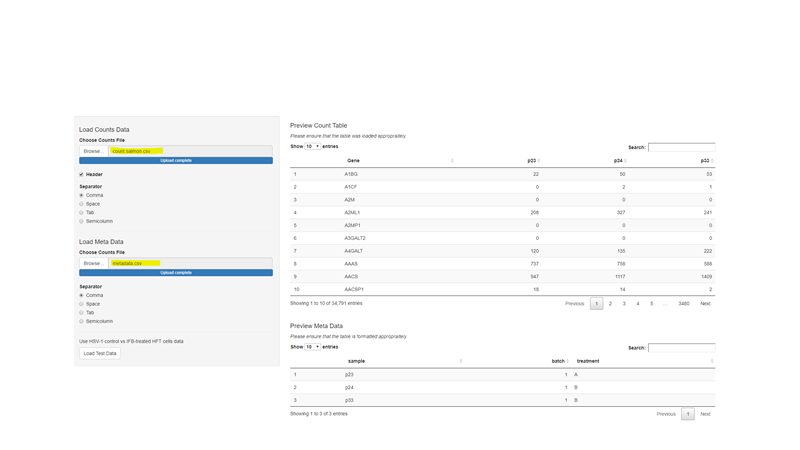 Load Counts Data
Choose Counts File
Browse... count.salmon.csv
Upload complete
Header
Separator
Comma
Space
Tab
Semicolumn
Load Meta Data
Choose Counts File
Browse... metadata.csv
Upload complete
Separator
Comma
Space
Tab
Semicolumn
Use HSV-1 control vs IFB-treated HFT cells data
Load Test Data
Preview Count Table
Please ensure that the table was loaded appropraitely.
Show 10 entries Search:
Gene p23 p24 p33
1 A1BG 22 50 53
2 A1CF 0 2 1
3 A2M 0 0 0
4 A2ML1 208 327 241
5 A2MP1 0 0 0
6 A3GALT2 0 0 0
7 A4GALT 120 135 222
8 AAAS 737 758 588
9 AACS 947 1117 1409
10 AACSP1 18 14 2
Showing 1 to 10 of 34,791 entries Previous 1 2 3 4 5 … 3480 Next
Preview Meta Data
Please ensure that the table is formatted appropraitely.
Show 10 entries Search:
sample batch treatment
1 p23 1 A
2 p24 1 B
3 p33 1 B
Showing 1 to 3 of 3 entries Previous 1 Next